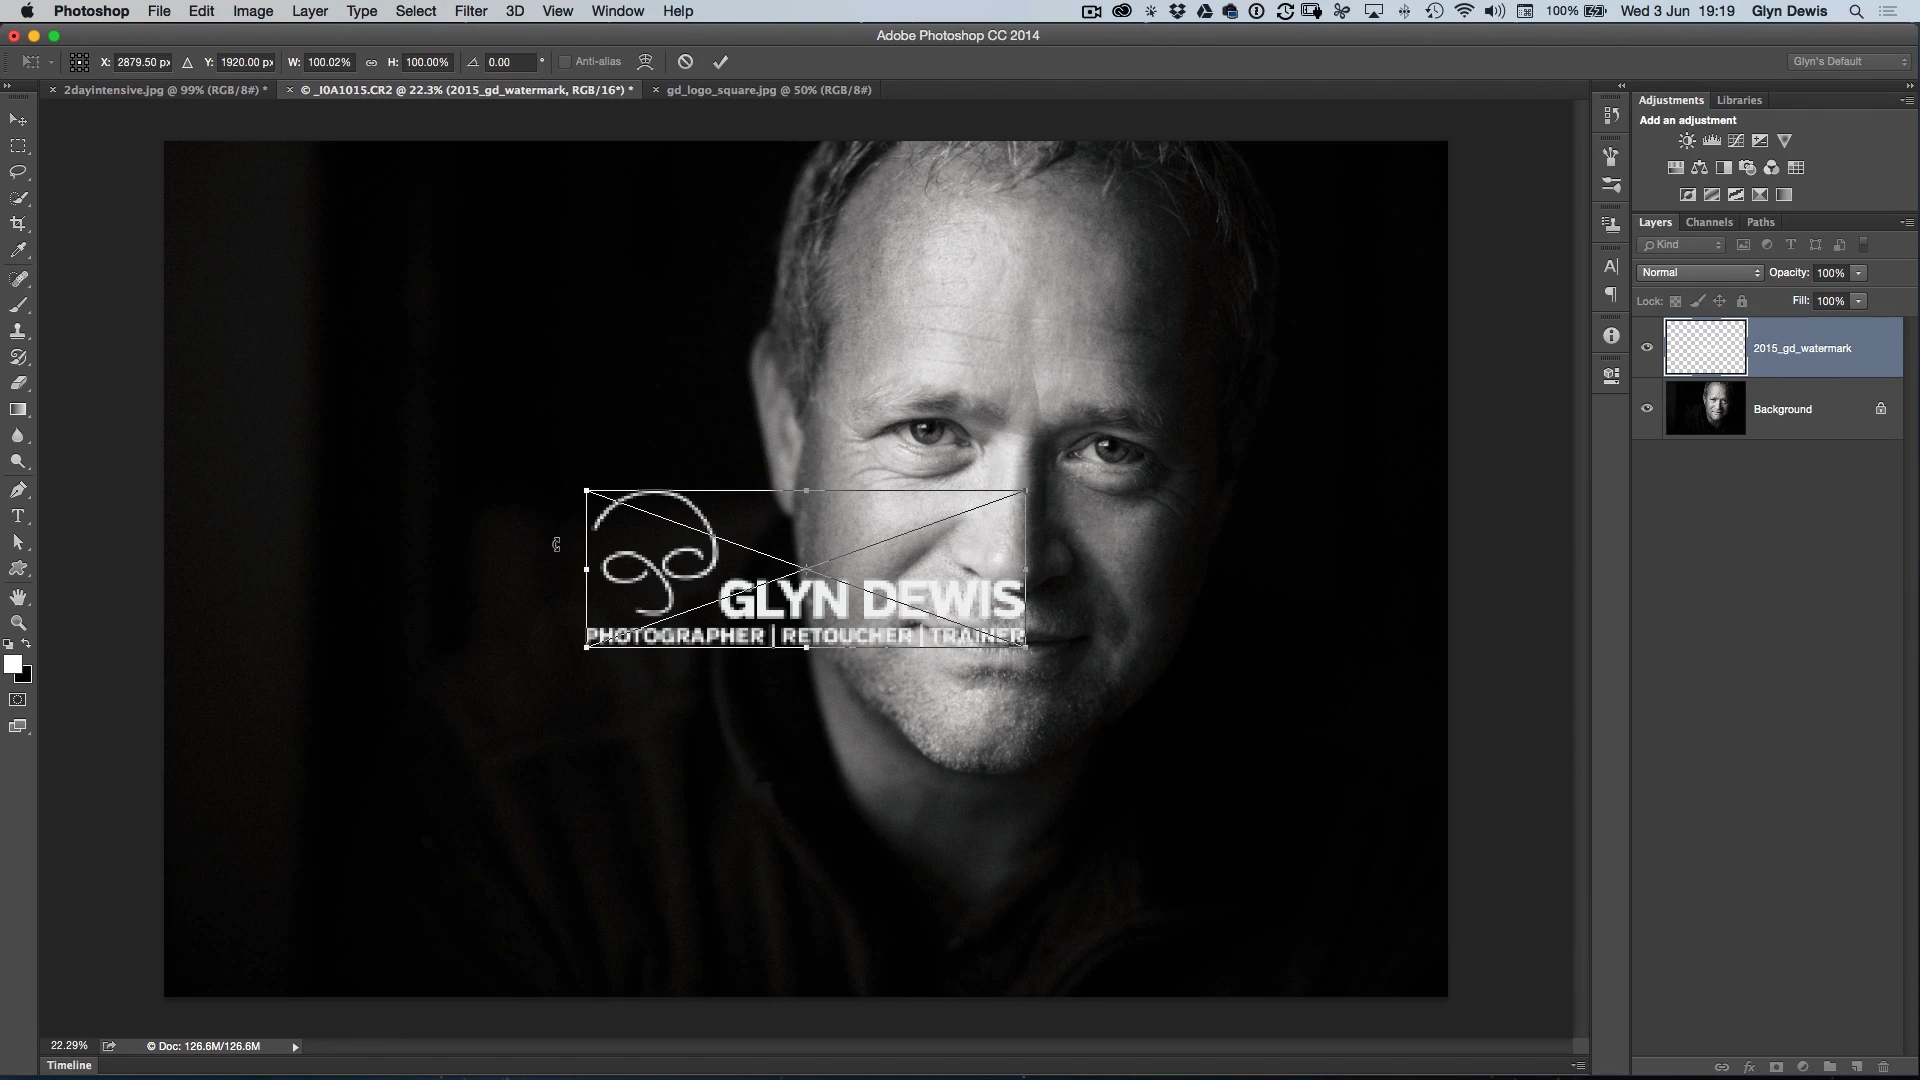 Photoshop File Edit Image Layer Type Select Filter 3D View Window Help 100% Wed 3 Jun 19:19 Glyn Dewis
Adobe Photoshop CC 2014
X: 2879.50 px Y: 1920.00 px W: 100.02% H: 100.00% 0.00 ° Anti-alias Glyn's Default
2dayintensive.jpg @ 99% (RGB/8#) * © _I0A1015.CR2 @ 22.3% (2015_gd_watermark, RGB/16*) * gd_logo_square.jpg @ 50% (RGB/8#)
Adjustments Libraries
Add an adjustment
Layers Channels Paths
Kind
Normal Opacity: 100%
Lock: Fill: 100%
2015_gd_watermark
Background
GLYN DEWIS
PHOTOGRAPHER | RETOUCHER | TRAINER
22.29% © Doc: 126.6M/126.6M
Timeline